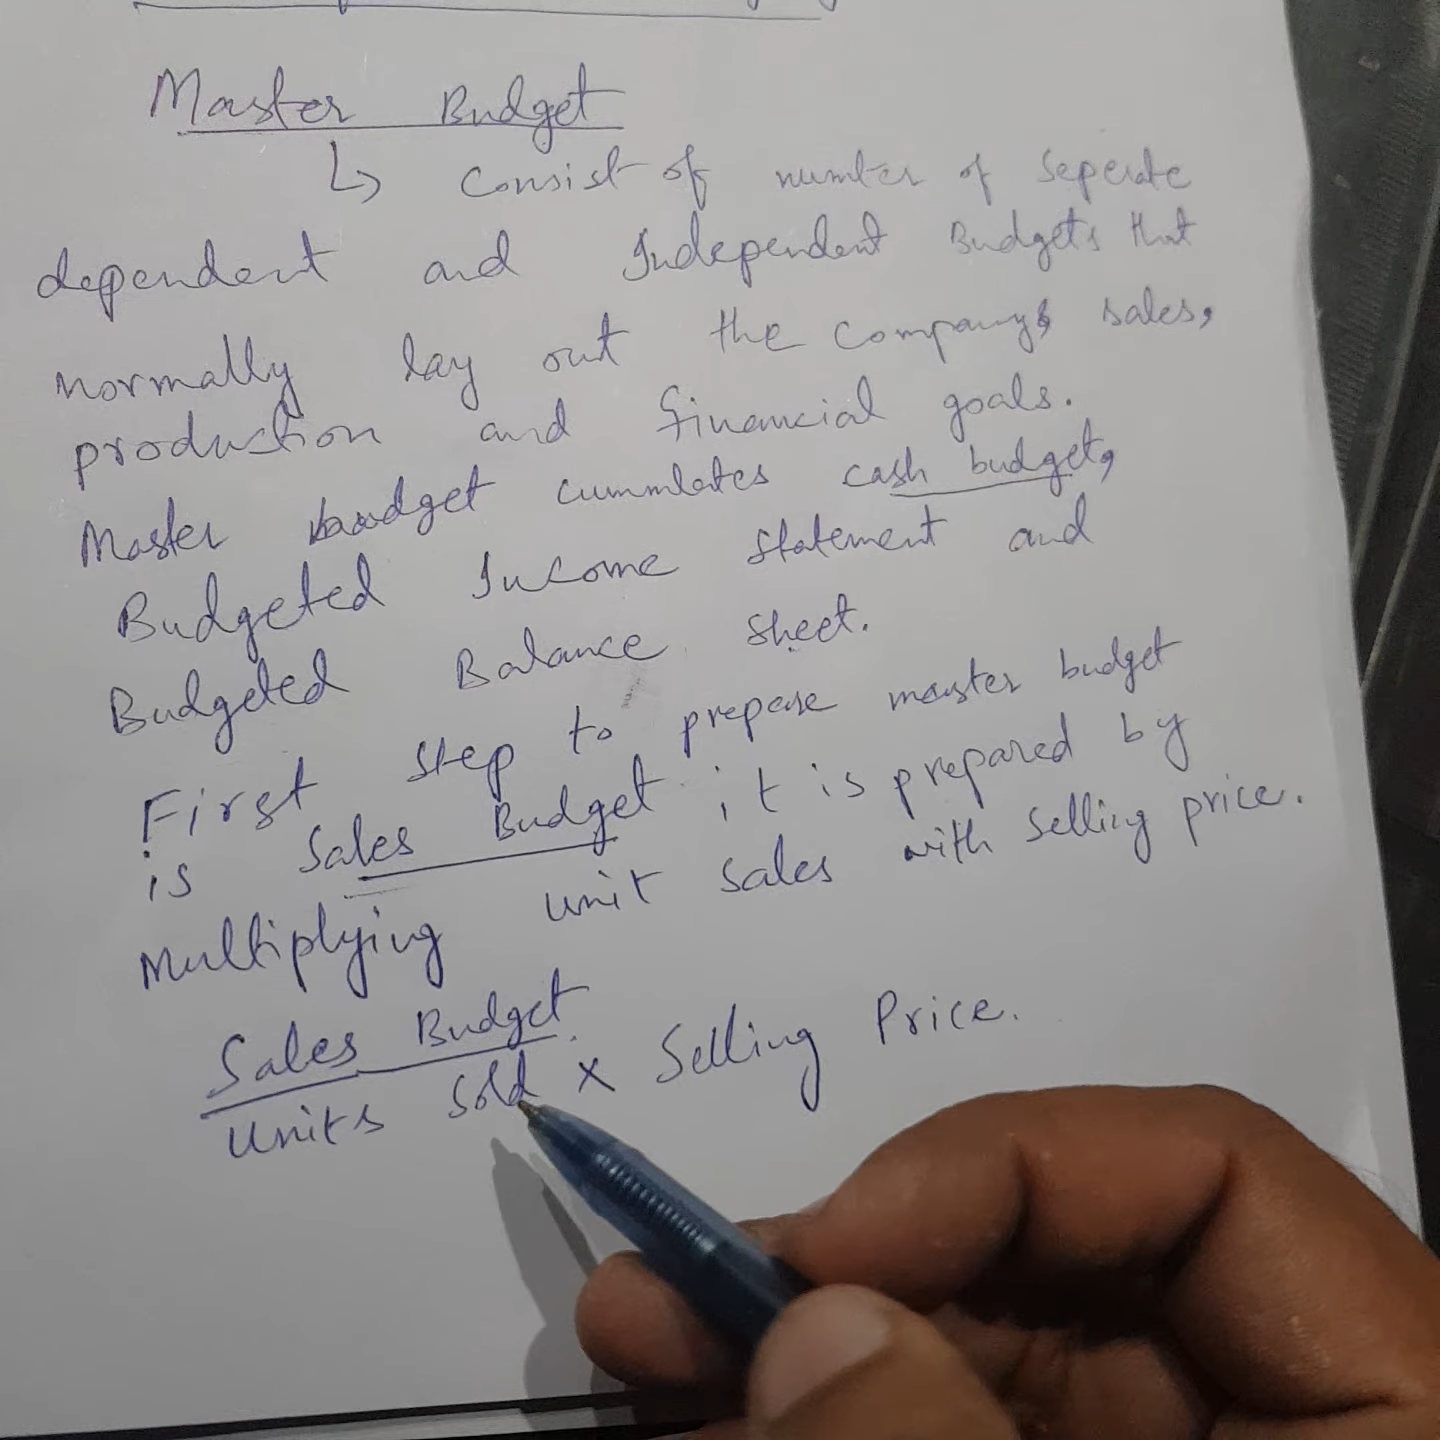 Master Budget
↳ Consist of number of seperate
dependent and Independent Budgets that
normally lay out the company's sales,
production and financial goals.
Master budget cummlates cash budget,
Budgeted Income statement and
Budgeted Balance sheet.
First step to prepare master budget
is Sales Budget; it is prepared by
Multiplying unit sales with selling price.
Sales Budget
Units Sold x Selling Price.